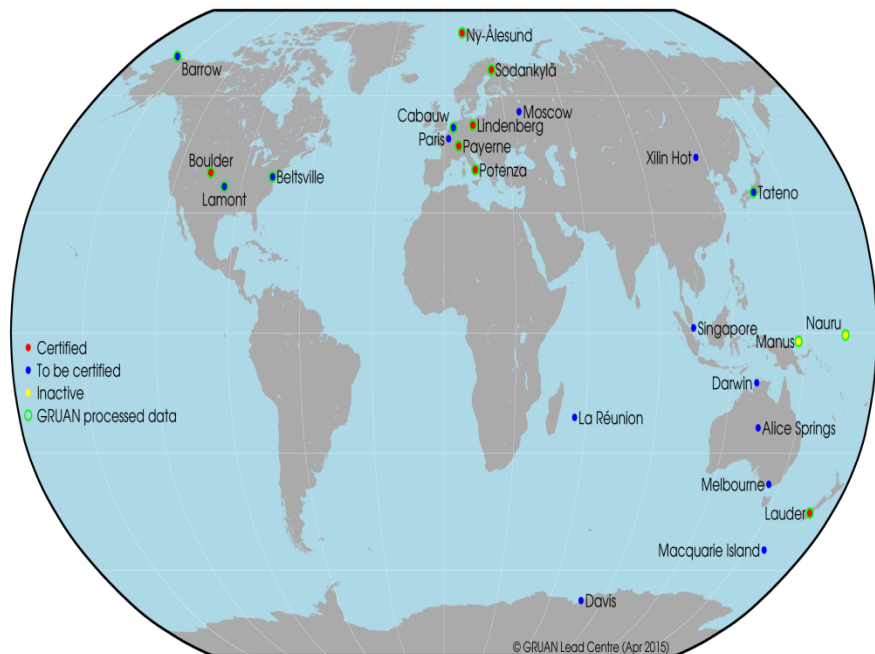 Ny-Ålesund
Barrow
Sodankylä
Cabauw
Moscow
Lindenberg
Paris
Payerne
Xilin Hot
Boulder
Potenza
Beltsville
Lamont
Tateno
Nauru
Singapore
Manus
Certified
To be certified
Darwin
Inactive
GRUAN processed data
La Réunion
Alice Springs
Melbourne
Lauder
Macquarie Island
Davis
© GRUAN Lead Centre (Apr 2015)